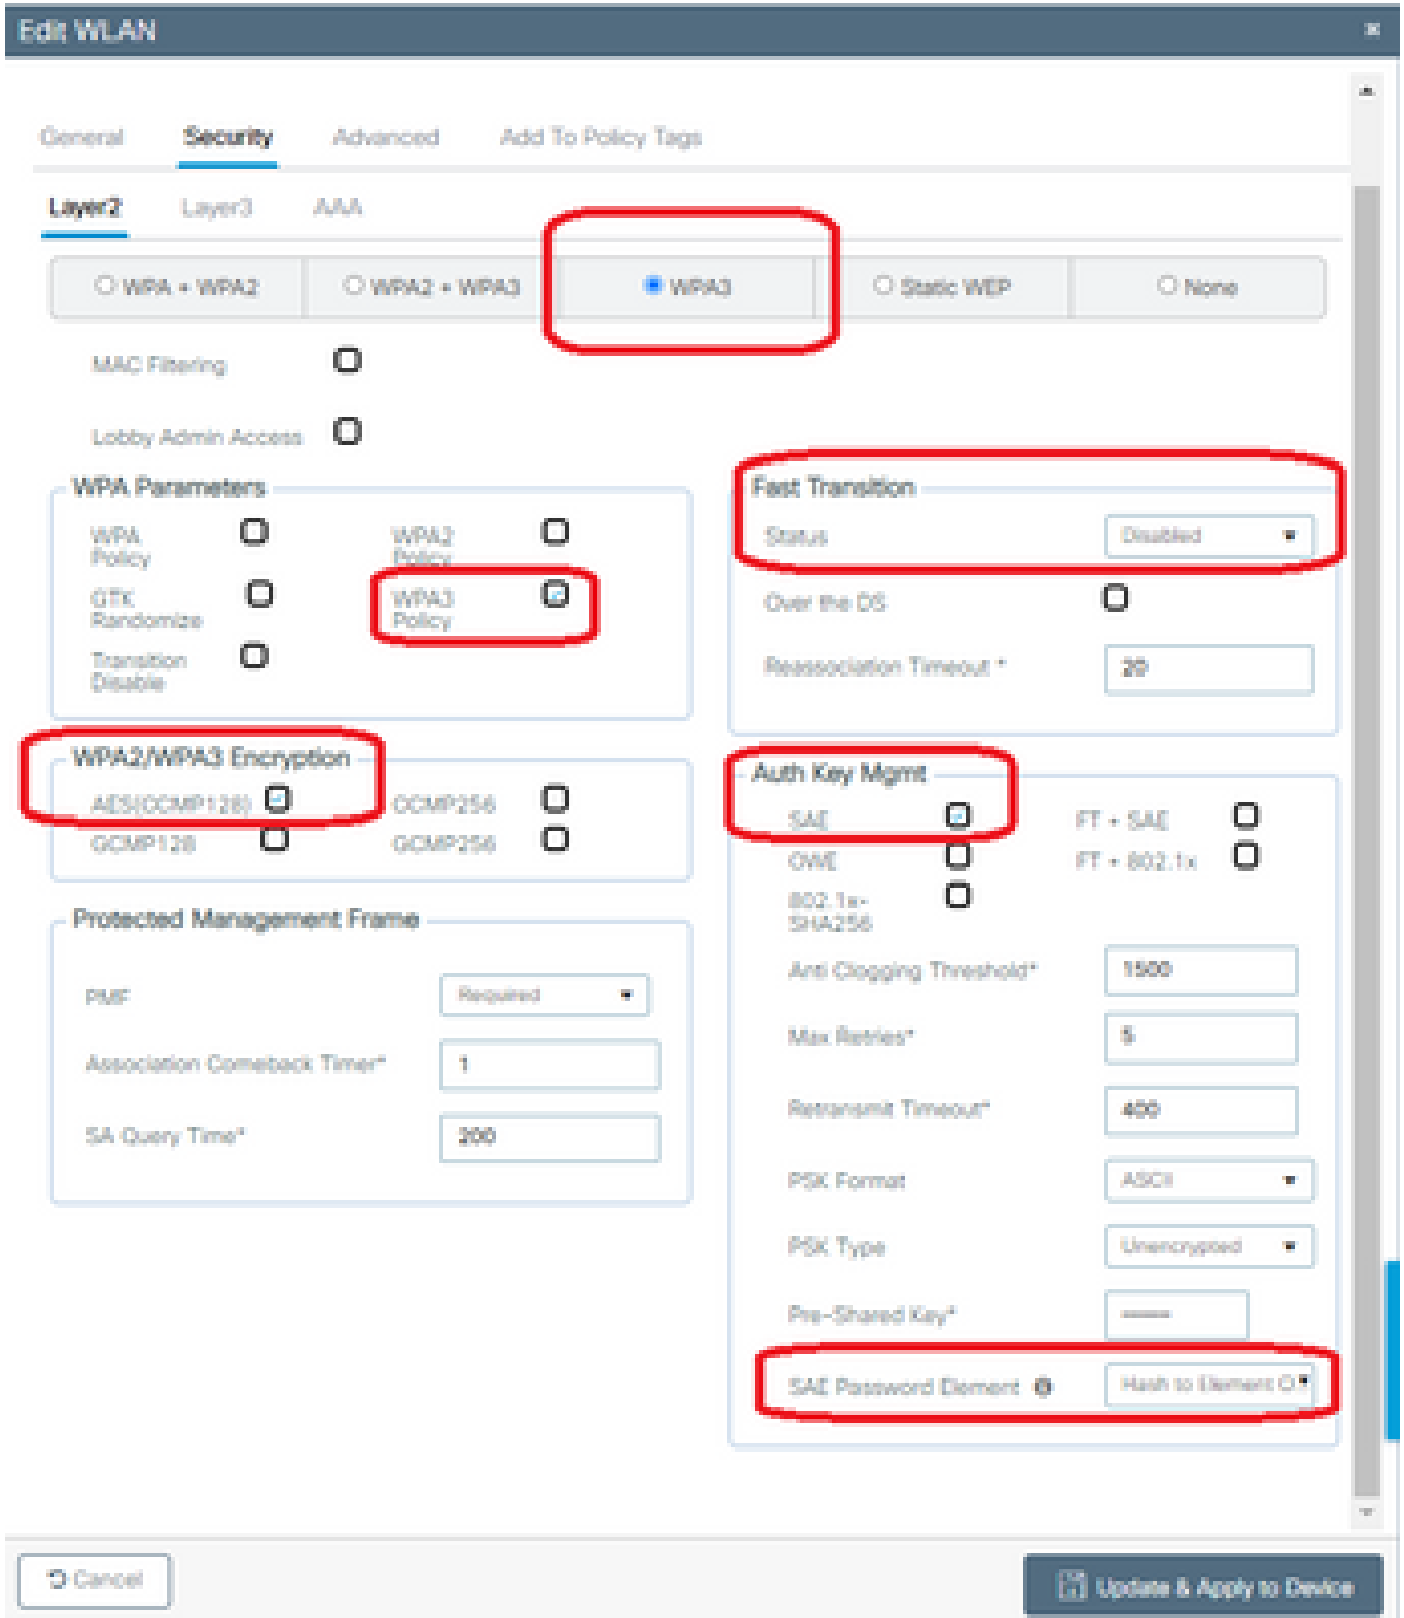 Edit WLAN
General Security Advanced Add To Policy Tags
Layer2 Layer3 AAA
WPA + WPA2 WPA2 + WPA3 WPA3 Static WEP None
MAC Filtering
Lobby Admin Access
WPA Parameters
WPA Policy
WPA2 Policy
GTK Randomize
WPA3 Policy
Transition Disable
Fast Transition
Status Disabled
Over the DS
Reassociation Timeout * 20
WPA2/WPA3 Encryption
AES(CCMP128) CCMP256
GCMP128 GCMP256
Protected Management Frame
PMF Required
Association Comeback Timer* 1
SA Query Time* 200
Auth Key Mgmt
SAE FT + SAE
OWE FT + 802.1x
802.1x-
SHA256
Anti Clogging Threshold* 1500
Max Retries* 5
Retransmit Timeout* 400
PSK Format ASCII
PSK Type Unencrypted
Pre-Shared Key*
SAE Password Element Hash to Element O
Cancel Update & Apply to Device